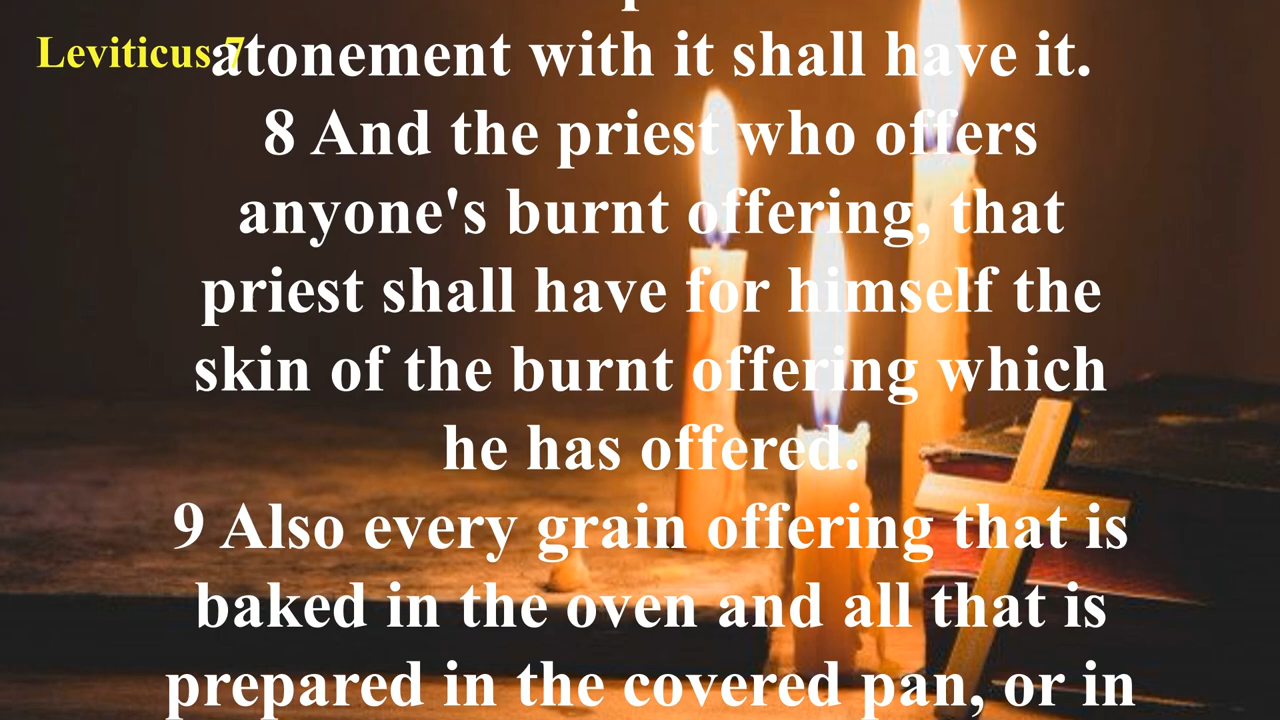 Leviticus 7
atonement with it shall have it.
8 And the priest who offers
anyone's burnt offering, that
priest shall have for himself the
skin of the burnt offering which
he has offered.
9 Also every grain offering that is
baked in the oven and all that is
prepared in the covered pan, or in